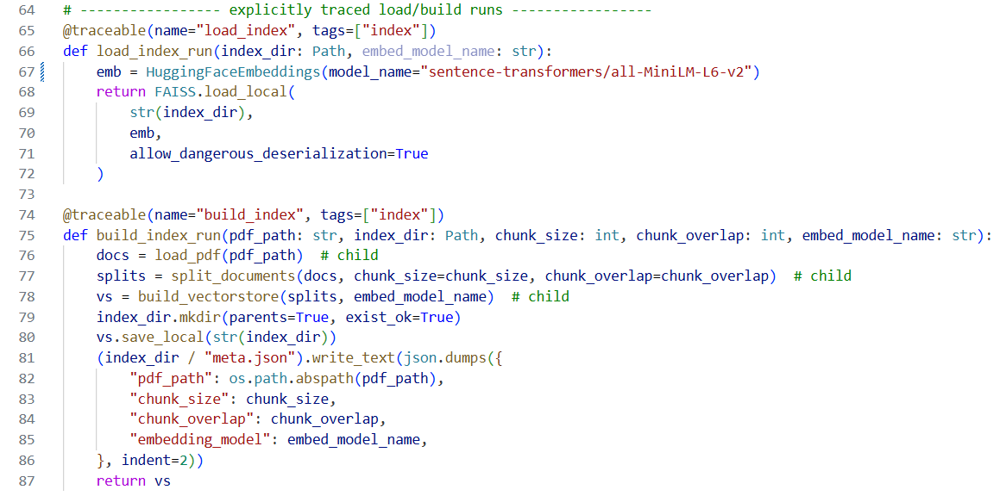 64 # ----------------- explicitly traced load/build runs -----------------
65 @traceable(name="load_index", tags=["index"])
66 def load_index_run(index_dir: Path, embed_model_name: str):
67     emb = HuggingFaceEmbeddings(model_name="sentence-transformers/all-MiniLM-L6-v2")
68     return FAISS.load_local(
69         str(index_dir),
70         emb,
71         allow_dangerous_deserialization=True
72     )
73
74 @traceable(name="build_index", tags=["index"])
75 def build_index_run(pdf_path: str, index_dir: Path, chunk_size: int, chunk_overlap: int, embed_model_name: str):
76     docs = load_pdf(pdf_path)  # child
77     splits = split_documents(docs, chunk_size=chunk_size, chunk_overlap=chunk_overlap)  # child
78     vs = build_vectorstore(splits, embed_model_name)  # child
79     index_dir.mkdir(parents=True, exist_ok=True)
80     vs.save_local(str(index_dir))
81     (index_dir / "meta.json").write_text(json.dumps({
82         "pdf_path": os.path.abspath(pdf_path),
83         "chunk_size": chunk_size,
84         "chunk_overlap": chunk_overlap,
85         "embedding_model": embed_model_name,
86     }, indent=2))
87     return vs